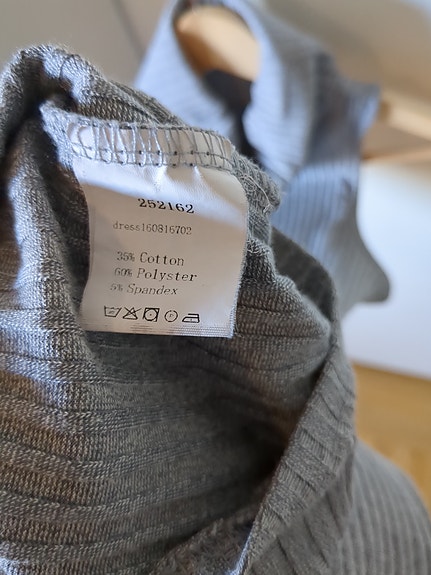 252162
dress160816702
35% Cotton
60% Polyster
5% Spandex